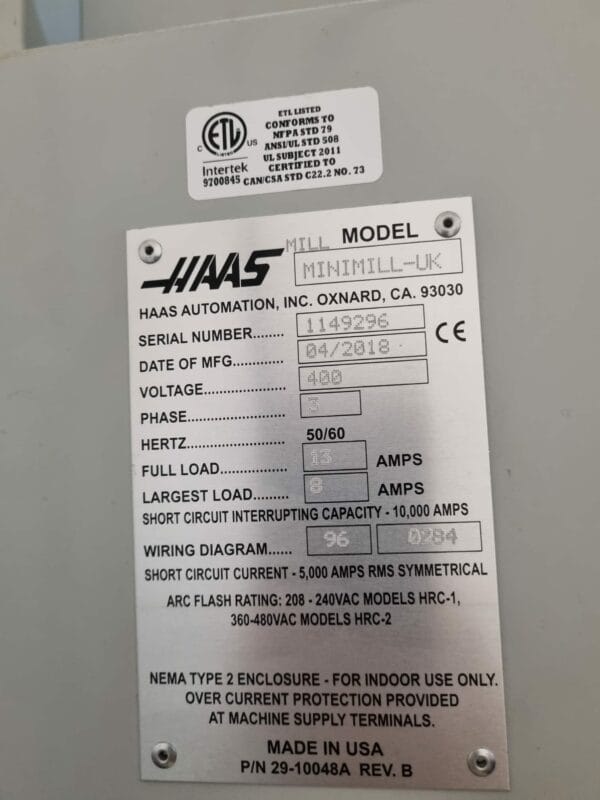 ETL LISTED
CONFORMS TO
NFPA STD 79
ANSI/UL STD 508
UL SUBJECT 2011
CERTIFIED TO
CAN/CSA STD C22.2 NO. 73
C ETL LISTED US
Intertek
9700845
HAAS MILL MODEL
MINIMILL-UK
HAAS AUTOMATION, INC. OXNARD, CA. 93030
SERIAL NUMBER....... 1149296
DATE OF MFG........... 04/2018
CE
VOLTAGE.................. 400
PHASE...................... 3
HERTZ....................... 50/60
FULL LOAD................ 13 AMPS
LARGEST LOAD......... 8 AMPS
SHORT CIRCUIT INTERRUPTING CAPACITY - 10,000 AMPS
WIRING DIAGRAM...... 96 0284
SHORT CIRCUIT CURRENT - 5,000 AMPS RMS SYMMETRICAL
ARC FLASH RATING: 208 - 240VAC MODELS HRC-1,
360-480VAC MODELS HRC-2
NEMA TYPE 2 ENCLOSURE - FOR INDOOR USE ONLY.
OVER CURRENT PROTECTION PROVIDED
AT MACHINE SUPPLY TERMINALS.
MADE IN USA
P/N 29-10048A REV. B